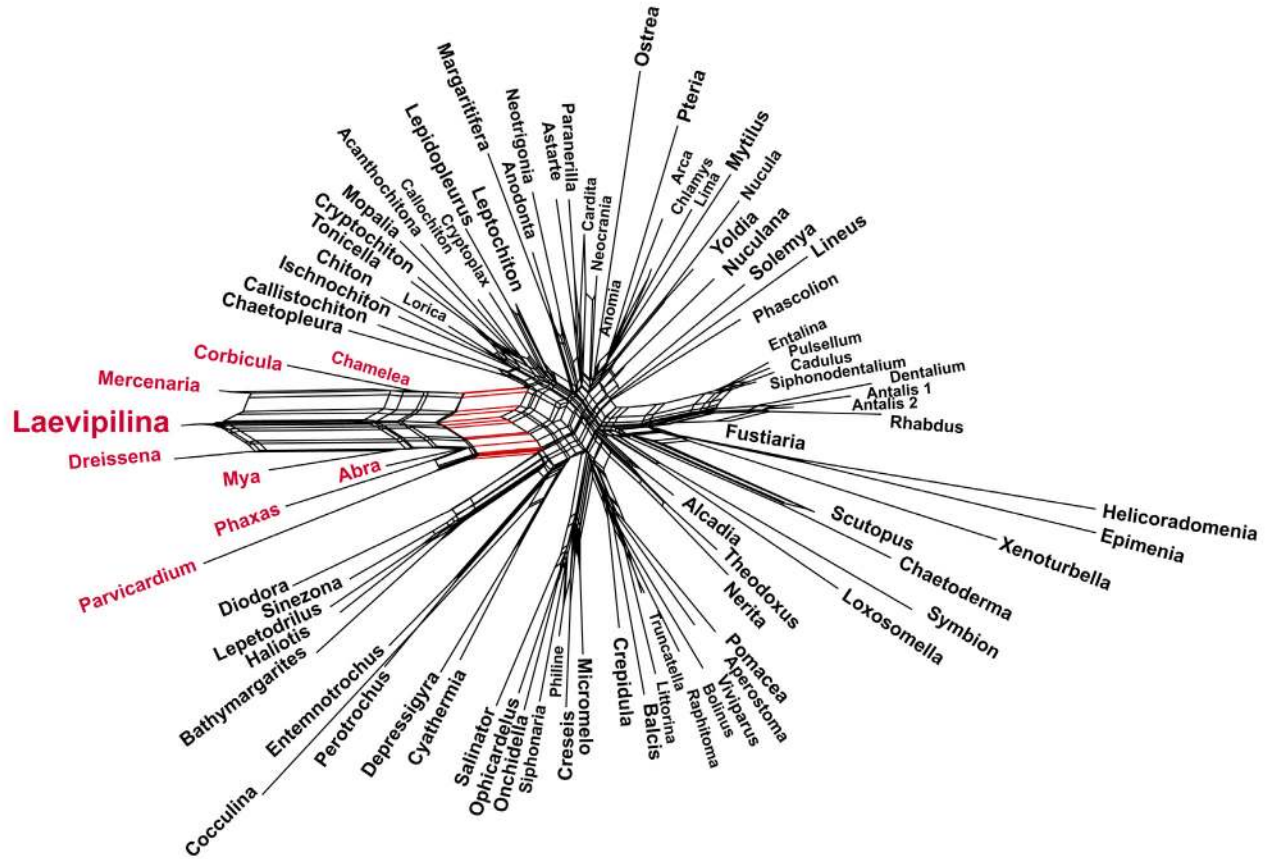 Ostrea
Pteria
Margaritifera
Neotrigonia
Anodonta
Paranerilla
Astarte
Cardita
Neocrania
Anomia
Arca
Chlamys
Lima
Mytilus
Nucula
Yoldia
Nuculana
Solemya
Lineus
Phascolion
Entalina
Pulsellum
Cadulus
Siphonodentalium
Dentalium
Antalis 1
Antalis 2
Rhabdus
Fustiaria
Helicoradomenia
Epimenia
Xenoturbella
Scutopus
Chaetoderma
Symbion
Loxosomella
Alcadia
Theodoxus
Nerita
Pomacea
Aperostoma
Viviparus
Bolinus
Raphitoma
Truncatella
Littorina
Balcis
Crepidula
Micromelo
Philine
Creseis
Siphonaria
Onchidella
Ophicardelus
Salinator
Cyathermia
Depressigyra
Perotrochus
Entemnotrochus
Cocculina
Bathymargarites
Haliotis
Lepetodrilus
Sinezona
Diodora
Parvicardium
Phaxas
Abra
Mya
Dreissena
Laevipilina
Mercenaria
Corbicula
Chamelea
Chaetopleura
Callistochiton
Ischnochiton
Lorica
Chiton
Tonicella
Cryptochiton
Mopalia
Acanthochitona
Callochiton
Cryptoplax
Lepidopleurus
Leptochiton